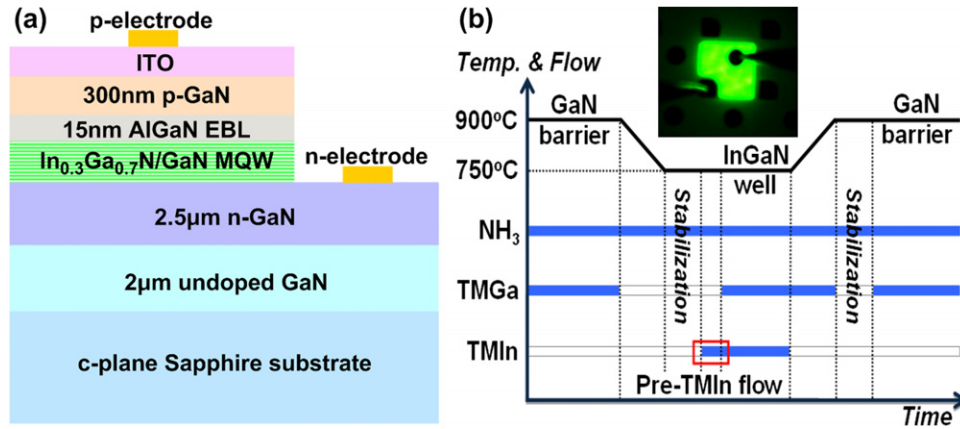 (a)
p-electrode
ITO
300nm p-GaN
15nm AlGaN EBL
In₀.₃Ga₀.₇N/GaN MQW
n-electrode
2.5μm n-GaN
2μm undoped GaN
c-plane Sapphire substrate
(b)
Temp. & Flow
GaN
barrier
GaN
barrier
900°C
InGaN
well
750°C
Stabilization
Stabilization
NH₃
TMGa
TMIn
Pre-TMIn flow
Time